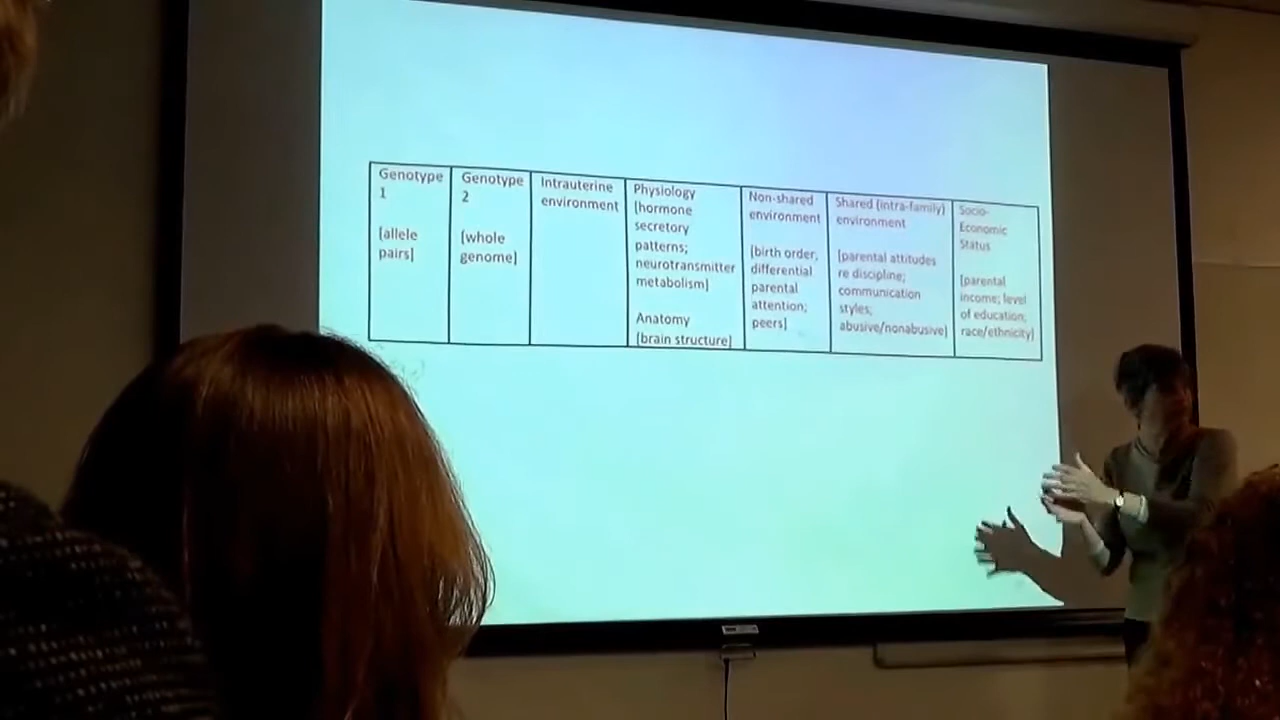 Genotype
1
[allele
pairs]
Genotype
2
[whole
genome]
Intrauterine
environment
Physiology
[hormone
secretory
patterns;
neurotransmitter
metabolism]
Anatomy
[brain structure]
Non-shared
environment
[birth order,
differential
parental
attention;
peers]
Shared (intra-family)
environment
[parental attitudes
re discipline;
communication
styles;
abusive/nonabusive]
Socio-
Economic
Status
[parental
income; level
of education;
race/ethnicity]